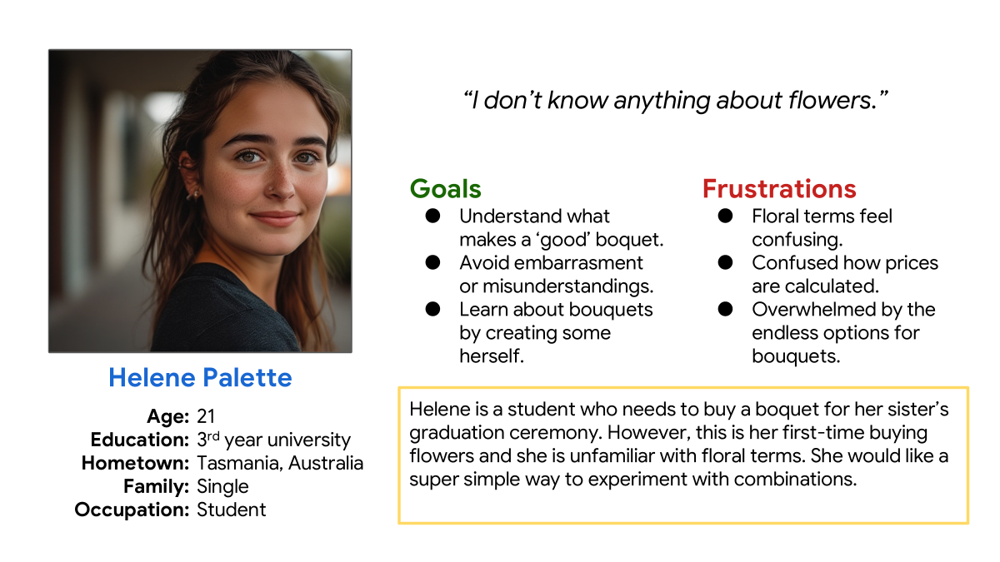 “I don’t know anything about flowers.”
Goals
Understand what
makes a ‘good’ boquet.
Avoid embarrasment
or misunderstandings.
Learn about bouquets
by creating some
herself.
Frustrations
Floral terms feel
confusing.
Confused how prices
are calculated.
Overwhelmed by the
endless options for
bouquets.
Helene Palette
Age: 21
Education: 3rd year university
Hometown: Tasmania, Australia
Family: Single
Occupation: Student
Helene is a student who needs to buy a boquet for her sister’s
graduation ceremony. However, this is her first-time buying
flowers and she is unfamiliar with floral terms. She would like a
super simple way to experiment with combinations.